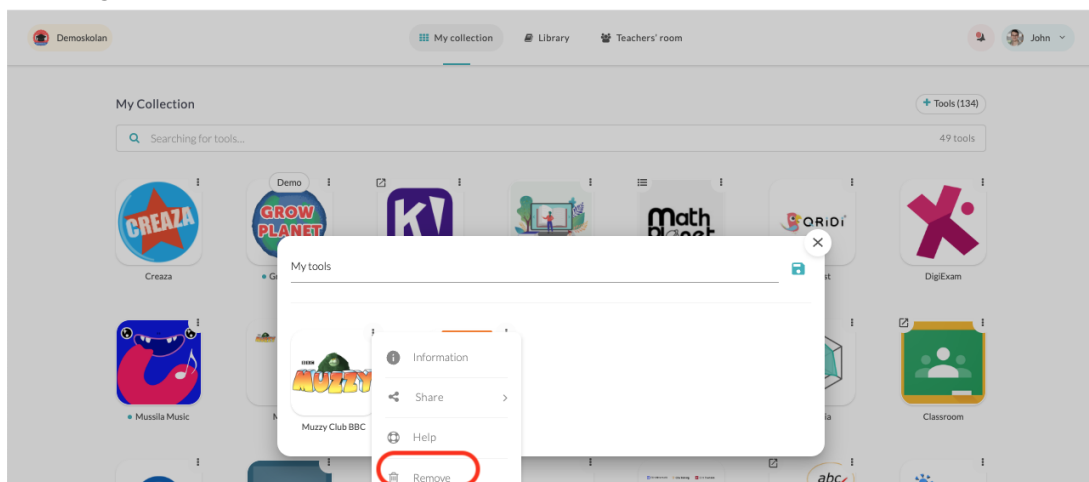 Demoskolan
My collection
Library
Teachers' room
John
My Collection
+ Tools (134)
Searching for tools...
49 tools
CREAZA
Demo
GROW
PLANET
K!
Math
ORiDi
Creaza
DigiExam
My tools
Information
Share
Help
Remove
MUZZY
Muzzy Club BBC
Mussila Music
Classroom
abc